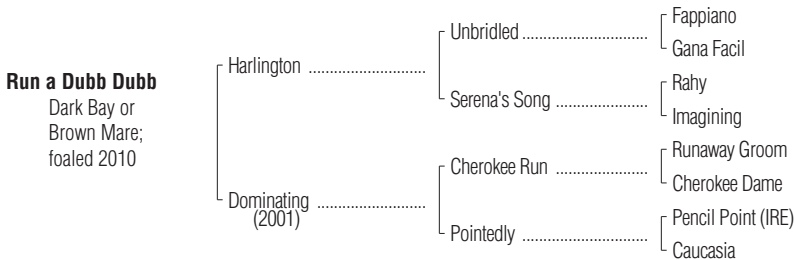 Run a Dubb Dubb
Dark Bay or
Brown Mare;
foaled 2010
Harlington ..............................
Dominating ............................
(2001)
Unbridled ................................
Serena's Song ........................
Cherokee Run ........................
Pointedly ................................
Fappiano
Gana Facil
Rahy
Imagining
Runaway Groom
Cherokee Dame
Pencil Point (IRE)
Caucasia